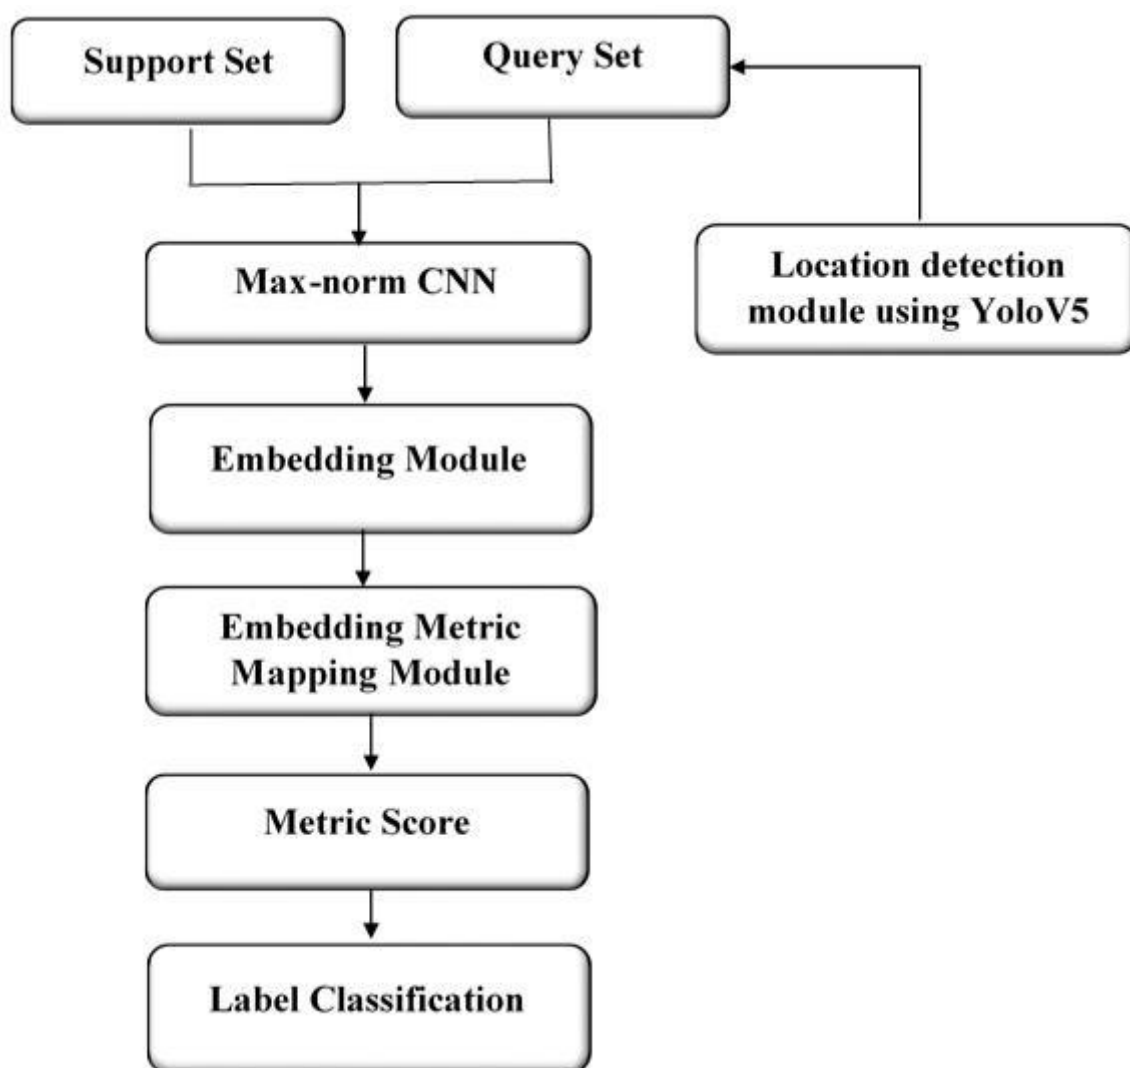 Support Set
Query Set
Max-norm CNN
Location detection
module using YoloV5
Embedding Module
Embedding Metric
Mapping Module
Metric Score
Label Classification